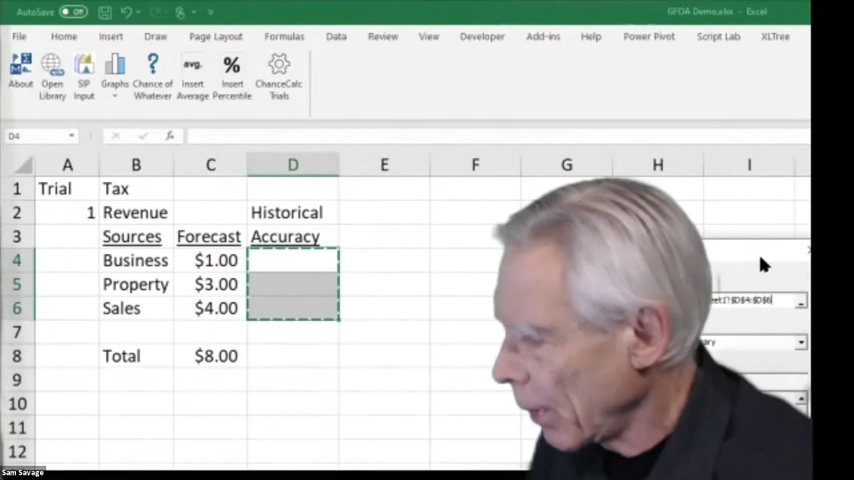 AutoSave Off GFOA Demo.xlsx - Excel
File Home Insert Draw Page Layout Formulas Data Review View Developer Add-ins Help Power Pivot Script Lab XLTree
About Open Library SIP Input Graphs Chance of Whatever Insert Average Insert Percentile ChanceCalc Trials
avg. ? %
D4 fx
A B C D E F G H I
1 Trial Tax
2 1 Revenue Historical
3 Sources Forecast Accuracy
4 Business $1.00
5 Property $3.00
6 Sales $4.00
7
8 Total $8.00
9
10
11
12
eet1'!$D$4:$D$6
Sam Savage